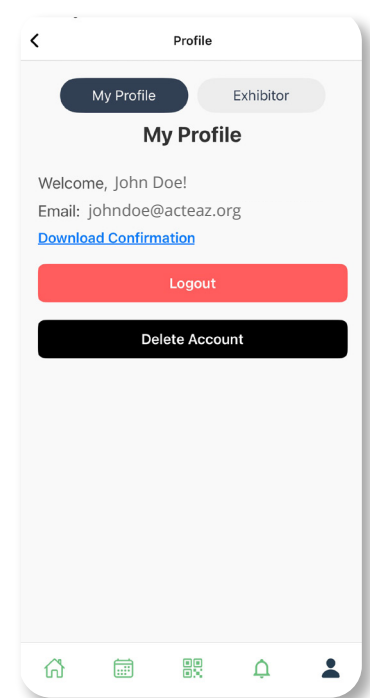 Profile
My Profile Exhibitor
My Profile
Welcome, John Doe!
Email: johndoe@acteaz.org
Download Confirmation
Logout
Delete Account